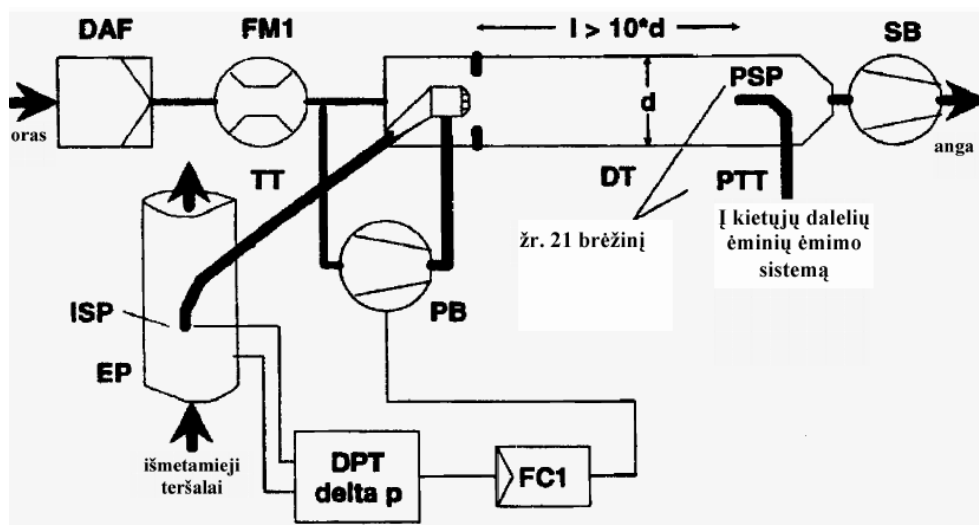 DAF
FM1
l > 10*d
SB
PSP
d
oras
anga
TT
DT
PTT
žr. 21 brėžinį
Į kietųjų dalelių
ėminių ėmimo
sistemą
ISP
PB
EP
DPT
delta p
FC1
išmetamieji
teršalai